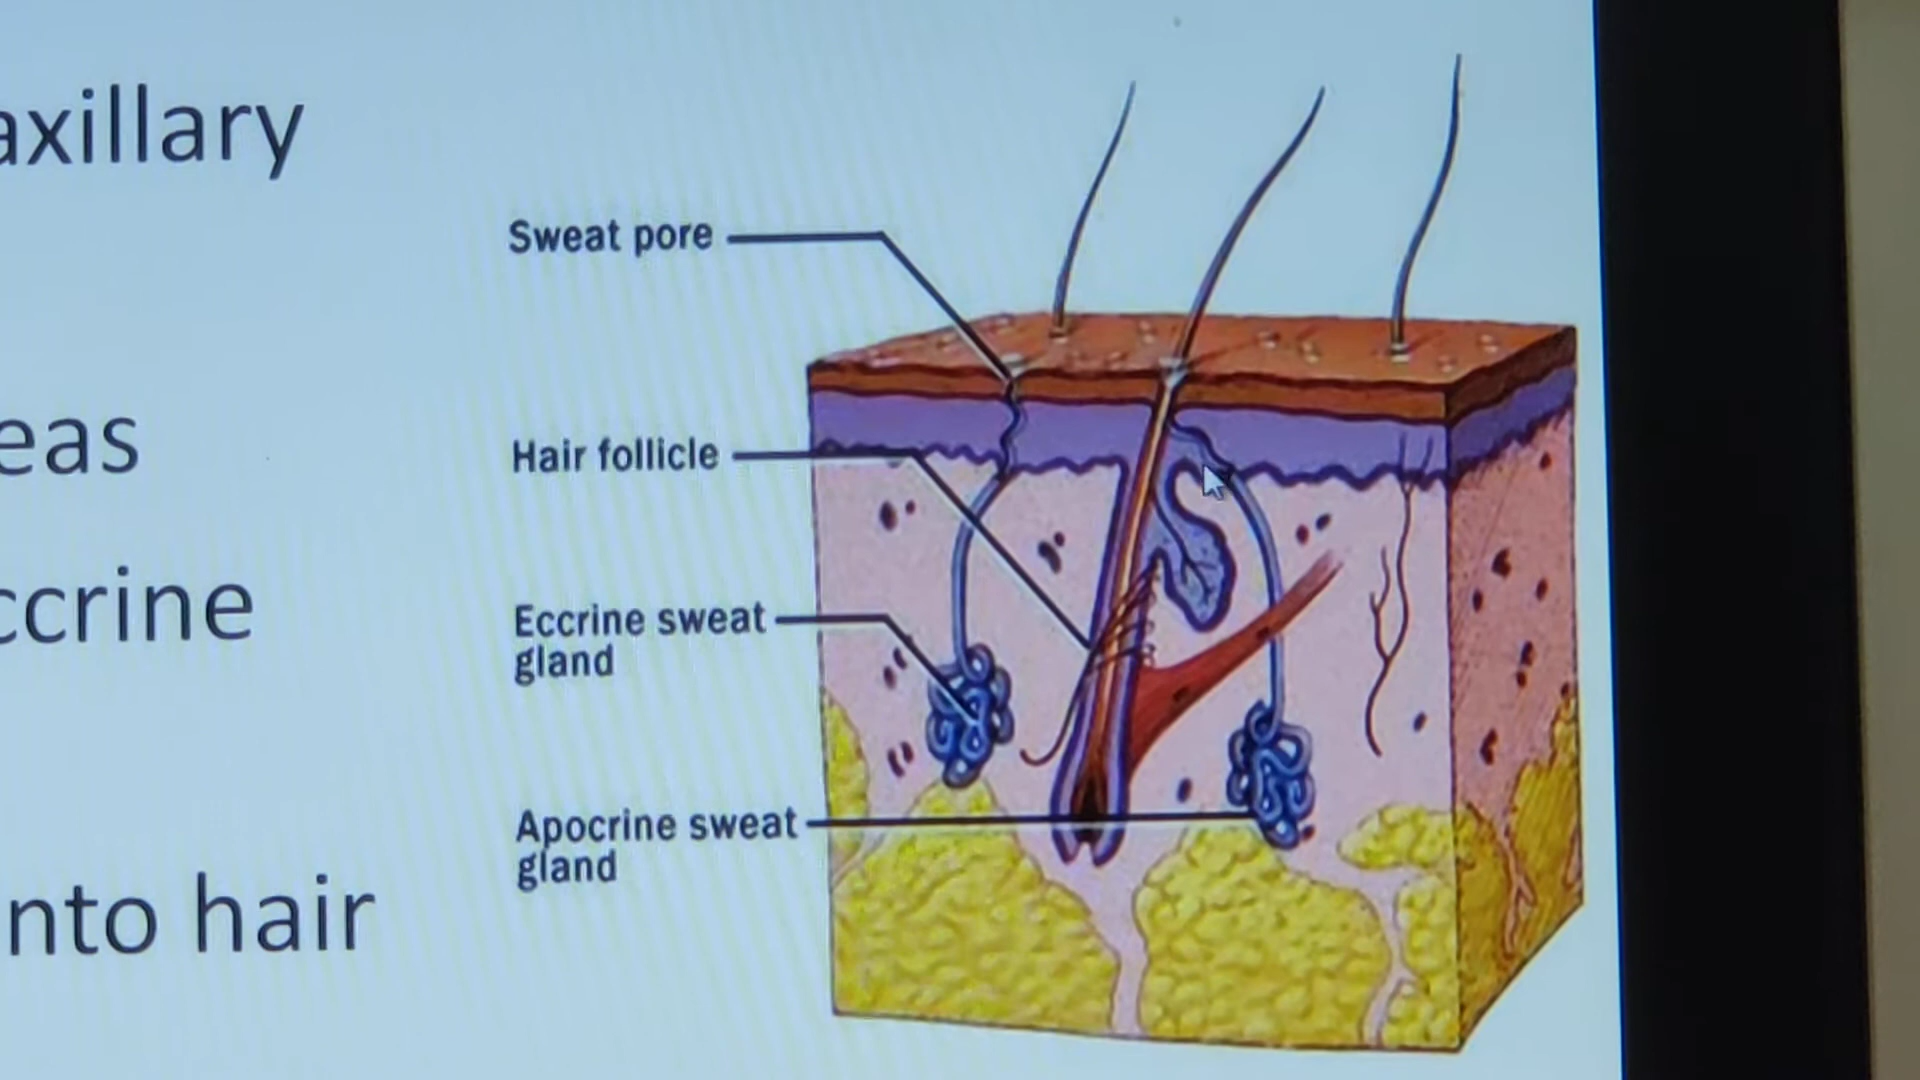 axillary
Sweat pore
eas
Hair follicle
ccrine
Eccrine sweat
gland
Apocrine sweat
gland
nto hair